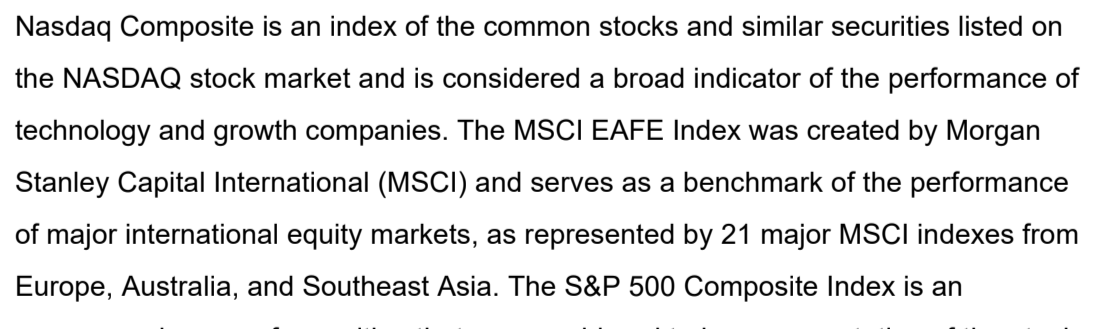 Nasdaq Composite is an index of the common stocks and similar securities listed on
the NASDAQ stock market and is considered a broad indicator of the performance of
technology and growth companies. The MSCI EAFE Index was created by Morgan
Stanley Capital International (MSCI) and serves as a benchmark of the performance
of major international equity markets, as represented by 21 major MSCI indexes from
Europe, Australia, and Southeast Asia. The S&P 500 Composite Index is an